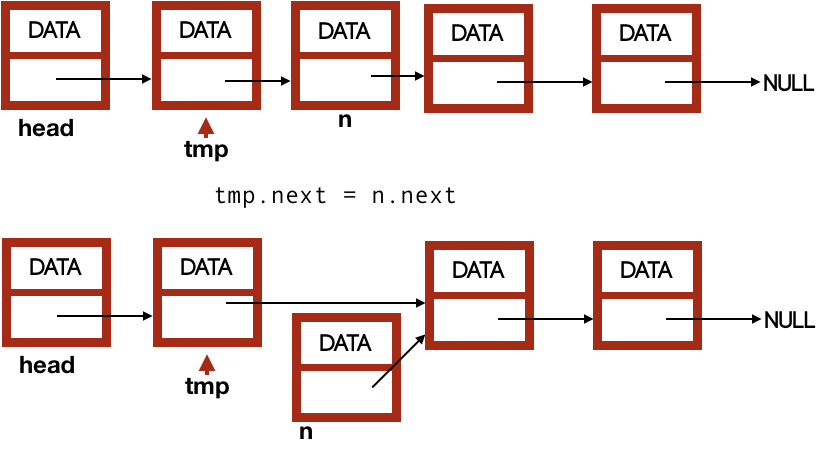 DATA DATA DATA DATA DATA
NULL
head
n
tmp
tmp.next = n.next
DATA DATA DATA DATA
NULL
DATA
head
tmp
n